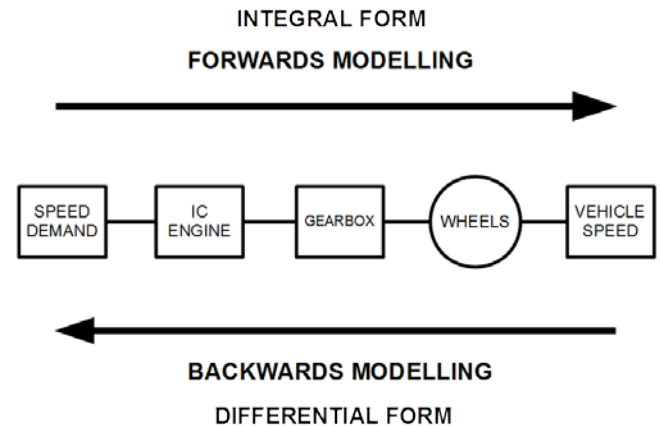 INTEGRAL FORM
FORWARDS MODELLING
SPEED
DEMAND
IC
ENGINE
GEARBOX
WHEELS
VEHICLE
SPEED
BACKWARDS MODELLING
DIFFERENTIAL FORM